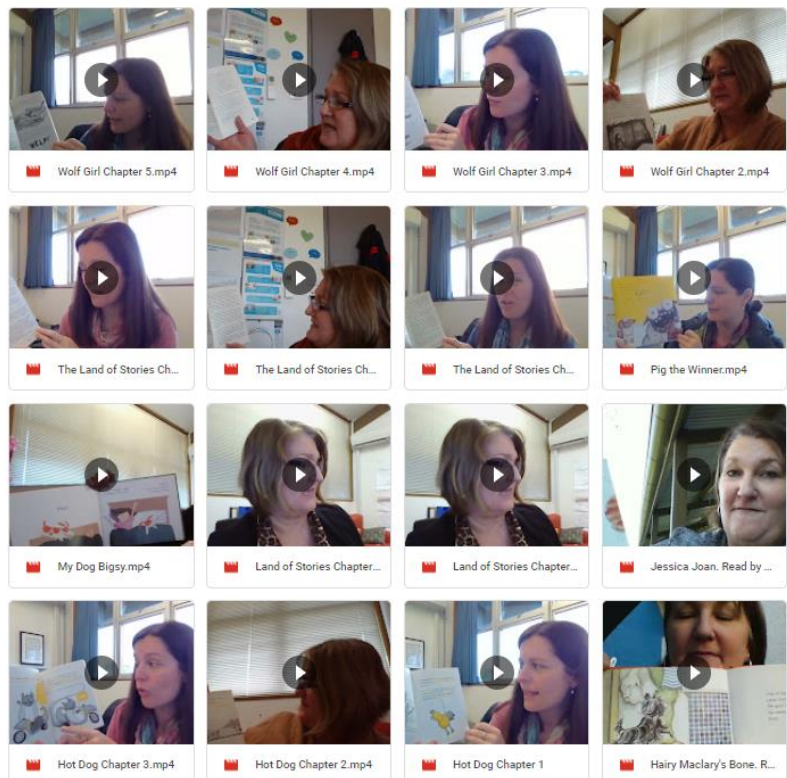 Wolf Girl Chapter 5.mp4
Wolf Girl Chapter 4.mp4
Wolf Girl Chapter 3.mp4
Wolf Girl Chapter 2.mp4
The Land of Stories Ch...
The Land of Stories Ch...
The Land of Stories Ch...
Pig the Winner.mp4
My Dog Bigsy.mp4
Land of Stories Chapter...
Land of Stories Chapter...
Jessica Joan. Read by ...
Hot Dog Chapter 3.mp4
Hot Dog Chapter 2.mp4
Hot Dog Chapter 1
Hairy Maclary's Bone. R...